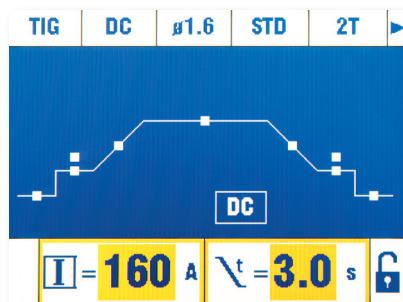 TIG DC ø1.6 STD 2T
DC
I = 160 A t = 3.0 s